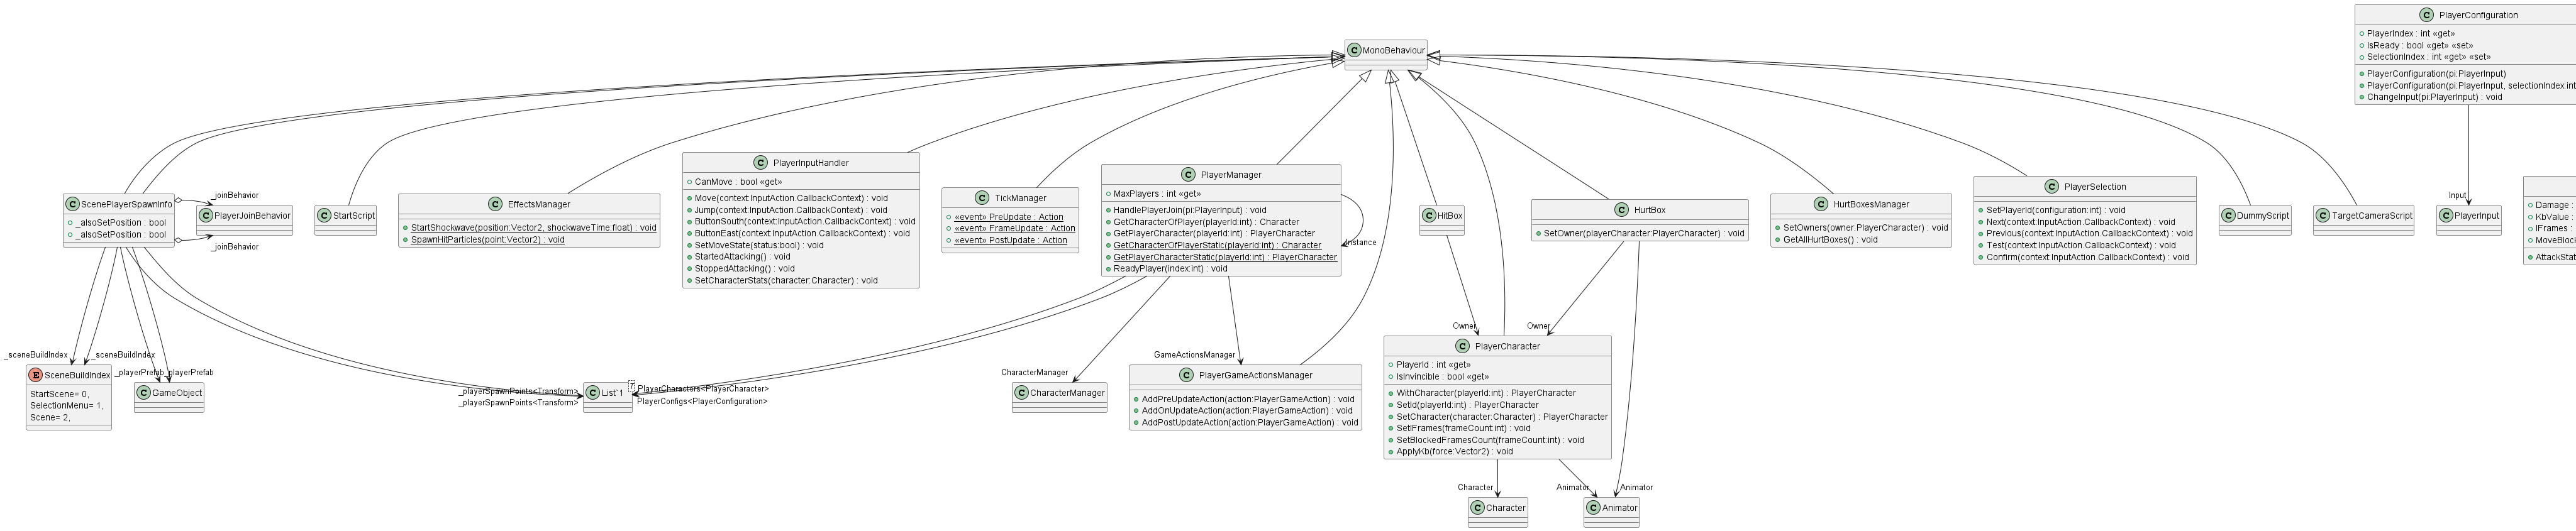 PlayerConfiguration
PlayerIndex : int «get»
IsReady : bool «get» «set»
SelectionIndex : int «get» «set»
PlayerConfiguration(pi:PlayerInput)
PlayerConfiguration(pi:PlayerInput, selectionIndex:int
ChangeInput(pi:PlayerInput) : void
MonoBehaviour
ScenePlayerSpawnInfo
_alsoSetPosition : bool
_alsoSetPosition : bool
_joinBehavior
_joinBehavior
PlayerJoinBehavior
StartScript
EffectsManager
StartShockwave(position:Vector2, shockwaveTime:float) : void
SpawnHitParticles(point:Vector2) : void
PlayerInputHandler
CanMove : bool «get»
Move(context:InputAction.CallbackContext) : void
Jump(context:InputAction.CallbackContext) : void
ButtonSouth(context:InputAction.CallbackContext) : void
ButtonEast(context:InputAction.CallbackContext) : void
SetMoveState(status:bool) : void
StartedAttacking() : void
StoppedAttacking() : void
SetCharacterStats(character:Character) : void
TickManager
«event» PreUpdate : Action
«event» FrameUpdate : Action
«event» PostUpdate : Action
PlayerManager
MaxPlayers : int «get»
HandlePlayerJoin(pi:PlayerInput) : void
GetCharacterOfPlayer(playerId:int) : Character
GetPlayerCharacter(playerId:int) : PlayerCharacter
GetCharacterOfPlayerStatic(playerId:int) : Character
GetPlayerCharacterStatic(playerId:int) : PlayerCharacter
ReadyPlayer(index:int) : void
Instance
HitBox
HurtBox
SetOwner(playerCharacter:PlayerCharacter) : void
HurtBoxesManager
SetOwners(owner:PlayerCharacter) : void
GetAllHurtBoxes() : void
PlayerSelection
SetPlayerId(configuration:int) : void
Next(context:InputAction.CallbackContext) : void
Previous(context:InputAction.CallbackContext) : void
Test(context:InputAction.CallbackContext) : void
Confirm(context:InputAction.CallbackContext) : void
DummyScript
TargetCameraScript
Input
PlayerInput
Damage :
KbValue :
IFrames :
MoveBlock
AttackStat
_sceneBuildIndex
_sceneBuildIndex
SceneBuildIndex
StartScene= 0,
SelectionMenu= 1,
Scene= 2,
_playerPrefab
_playerPrefab
GameObject
_playerSpawnPoints<Transform>
_playerSpawnPoints<Transform>
List`1
T
PlayerCharacters<PlayerCharacter>
PlayerConfigs<PlayerConfiguration>
CharacterManager
CharacterManager
GameActionsManager
PlayerGameActionsManager
AddPreUpdateAction(action:PlayerGameAction) : void
AddOnUpdateAction(action:PlayerGameAction) : void
AddPostUpdateAction(action:PlayerGameAction) : void
Owner
Owner
PlayerCharacter
PlayerId : int «get»
IsInvincible : bool «get»
WithCharacter(playerId:int) : PlayerCharacter
SetId(playerId:int) : PlayerCharacter
SetCharacter(character:Character) : PlayerCharacter
SetIFrames(frameCount:int) : void
SetBlockedFramesCount(frameCount:int) : void
ApplyKb(force:Vector2) : void
Character
Character
Animator
Animator
Animator